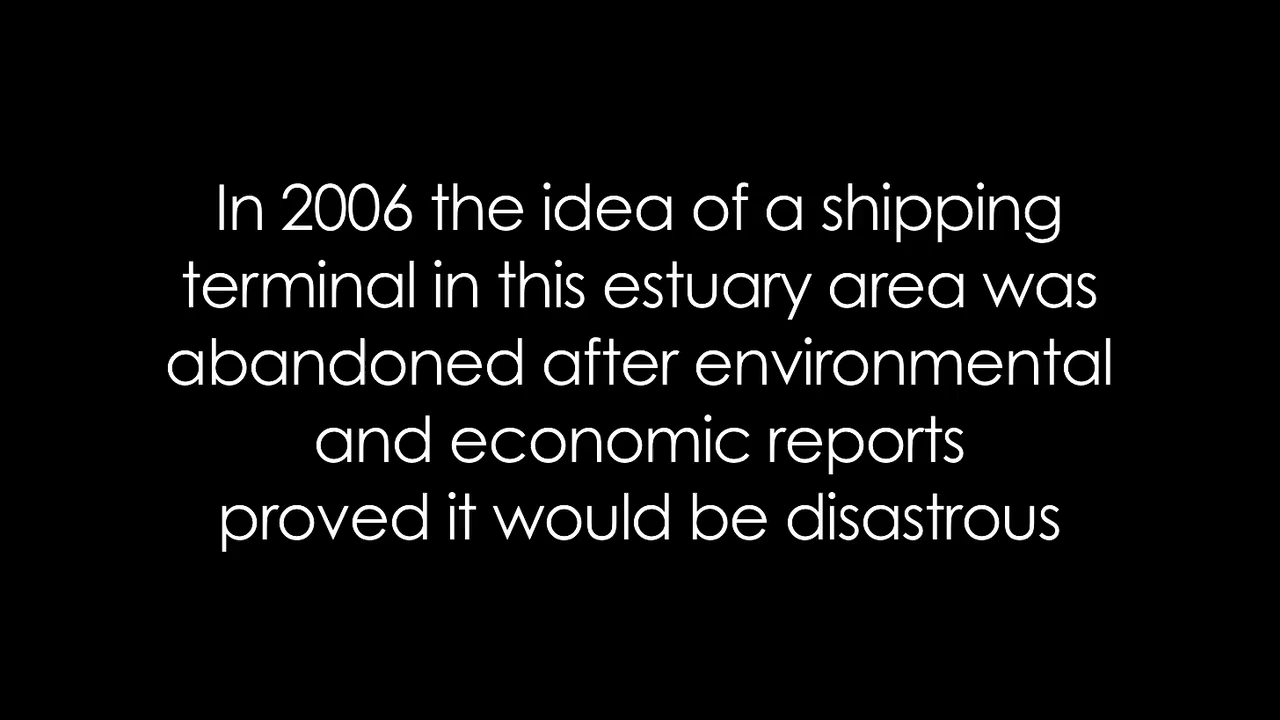 In 2006 the idea of a shipping
terminal in this estuary area was
abandoned after environmental
and economic reports
proved it would be disastrous